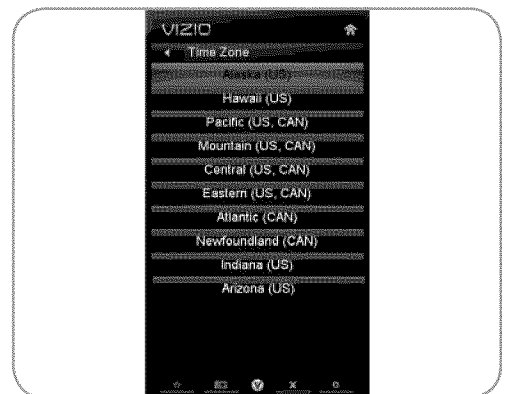 VIZIO
Time Zone
Alaska (US)
Hawaii (US)
Pacific (US, CAN)
Mountain (US, CAN)
Central (US, CAN)
Eastern (US, CAN)
Atlantic (CAN)
Newfoundland (CAN)
Indiana (US)
Arizona (US)